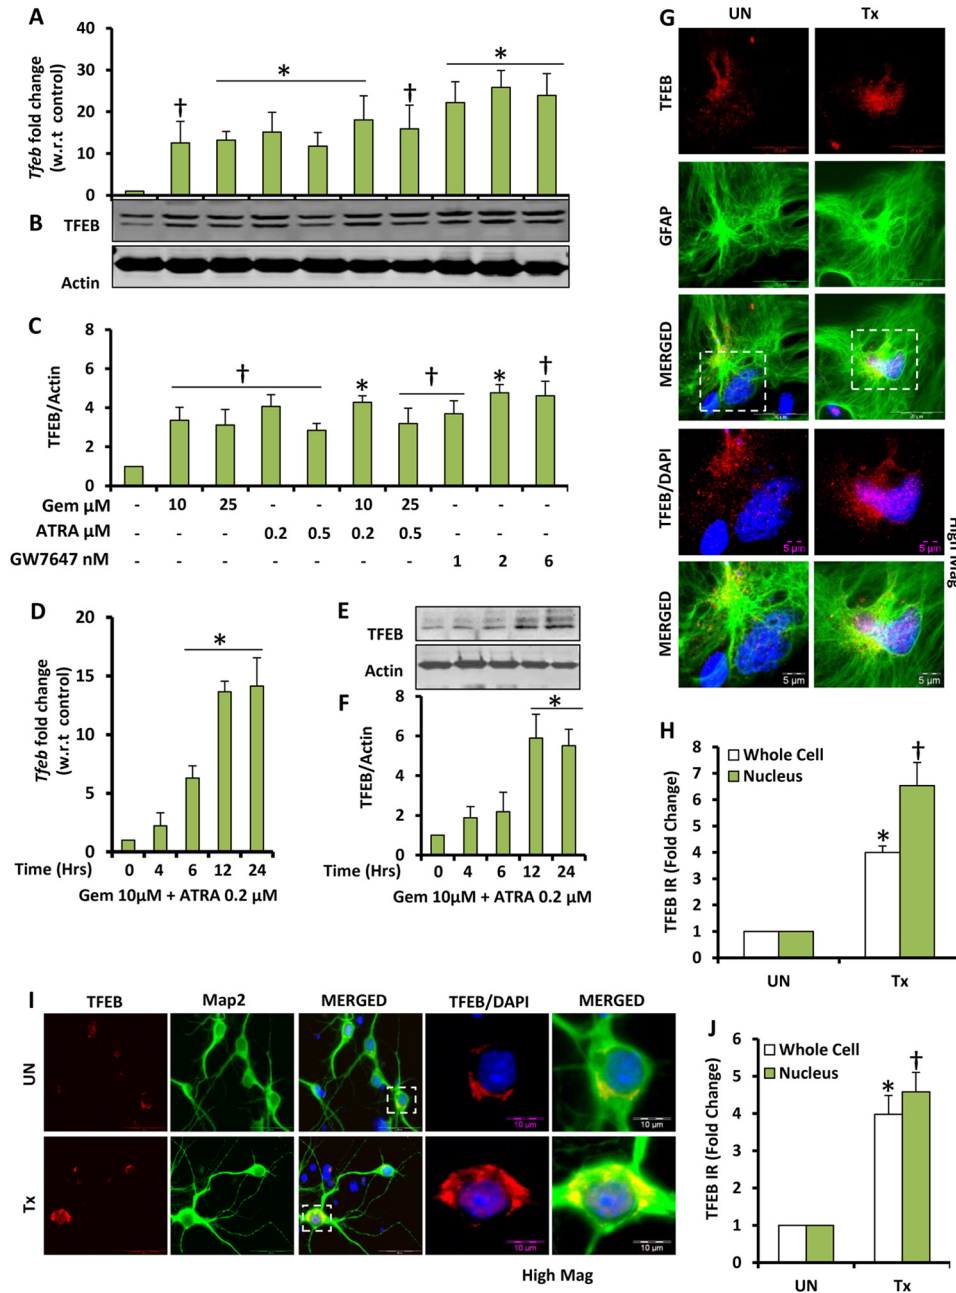 A
Tfeb fold change
(w.r.t control)
40
30
20
10
0
†
*
†
*
B
TFEB
Actin
C
TFEB/Actin
8
6
4
2
0
†
*
†
*
†
Gem µM
- 10 25 - - 10 25 - - -
ATRA µM
- - - 0.2 0.5 0.2 0.5 - - -
GW7647 nM
- - - - - - - 1 2 6
D
Tfeb fold change
(w.r.t control)
20
15
10
5
0
*
Time (Hrs)
0 4 6 12 24
Gem 10µM + ATRA 0.2 µM
E
TFEB
Actin
F
TFEB/Actin
8
6
4
2
0
*
Time (Hrs)
0 4 6 12 24
Gem 10µM + ATRA 0.2 µM
G
UN Tx
TFEB
GFAP
MERGED
TFEB/DAPI
5 µm 5 µm
MERGED
5 µm 5 µm
High Mag
H
TFEB IR (Fold Change)
8
7
6
5
4
3
2
1
0
Whole Cell
Nucleus
*
†
UN Tx
I
TFEB Map2 MERGED TFEB/DAPI MERGED
UN
10 µm 10 µm
Tx
10 µm 10 µm
High Mag
J
TFEB IR (Fold Change)
6
5
4
3
2
1
0
Whole Cell
Nucleus
*
†
UN Tx